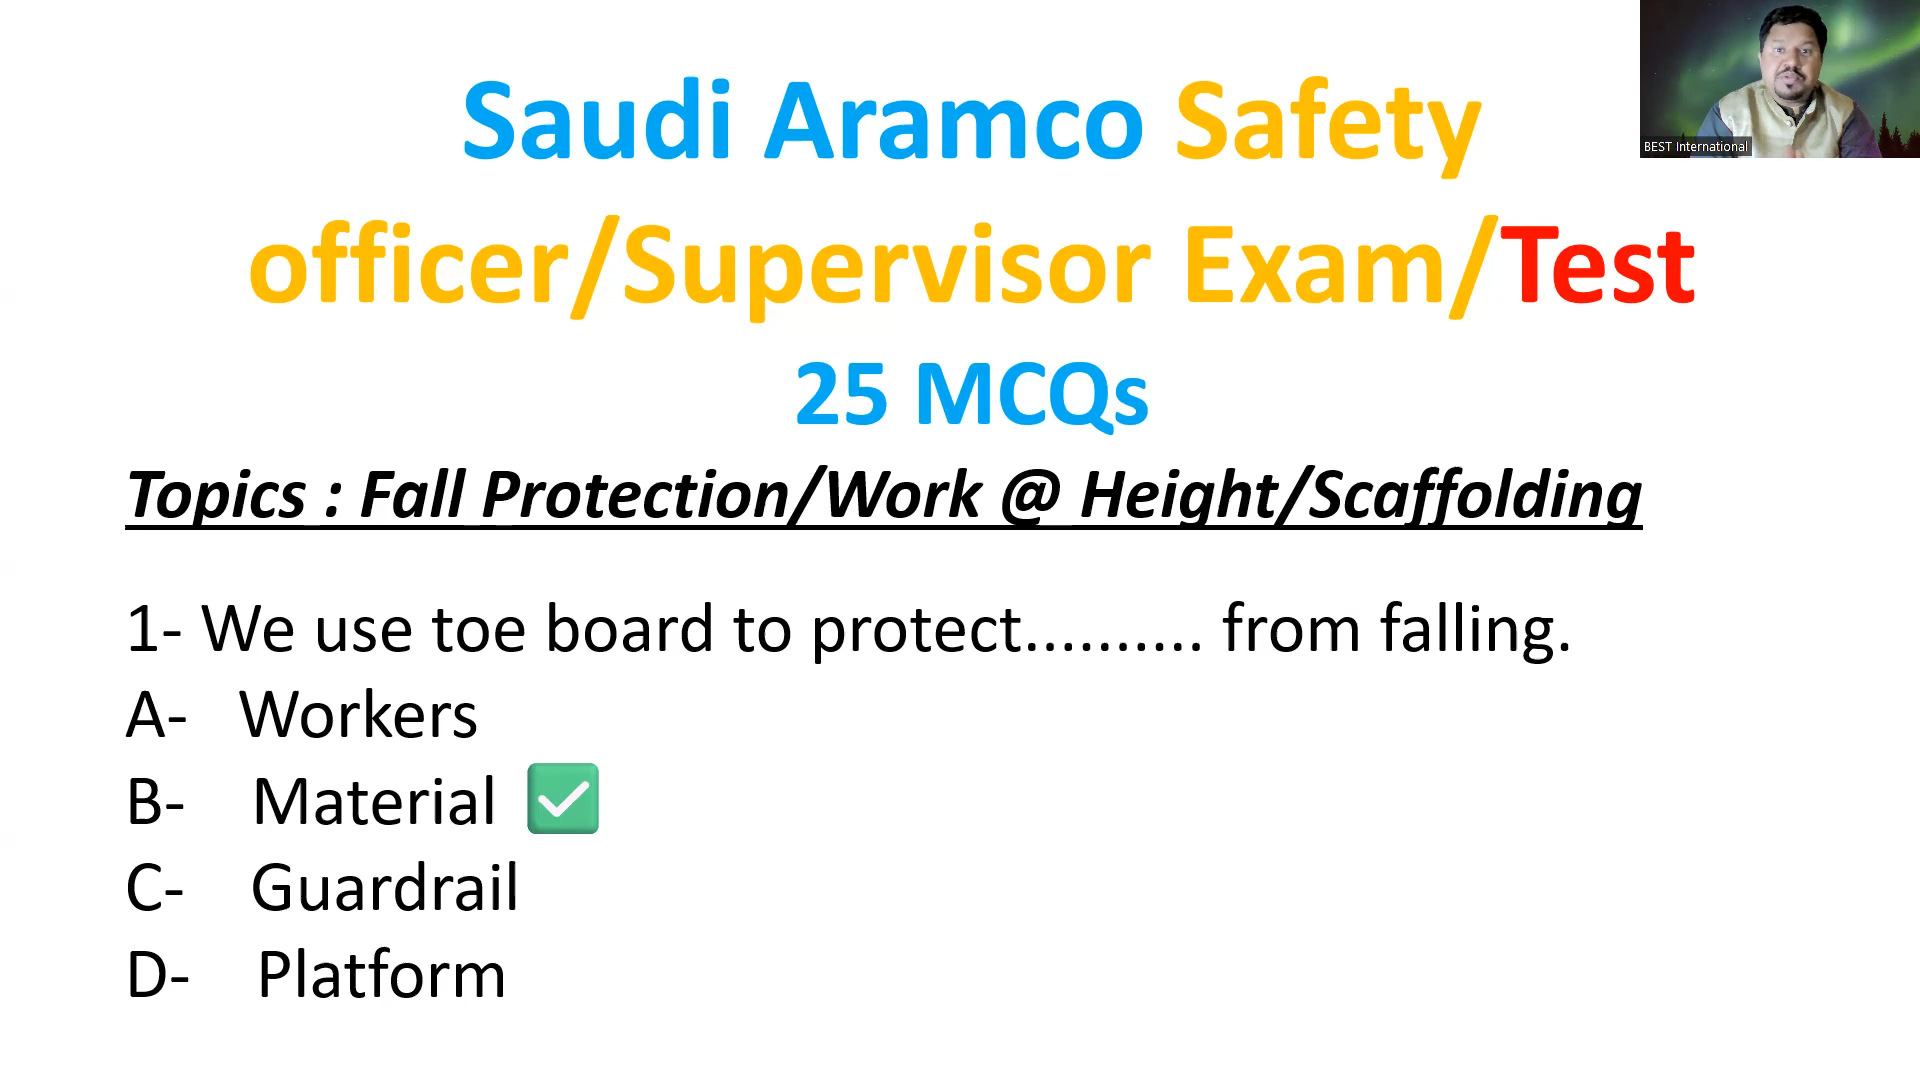 Saudi Aramco Safety
officer/Supervisor Exam/Test
25 MCQs
Topics : Fall Protection/Work @ Height/Scaffolding
1- We use toe board to protect.......... from falling.
A- Workers
B- Material
C- Guardrail
D- Platform
BEST International